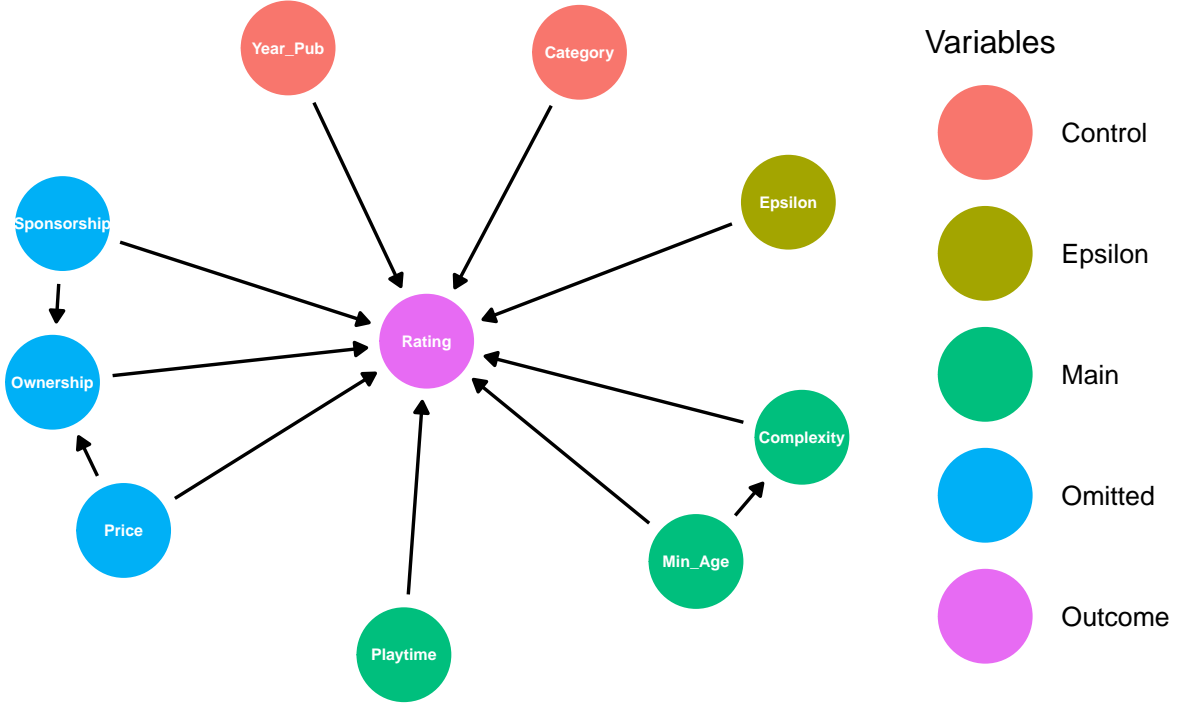 Year_Pub
Category
Variables
Control
Epsilon
Sponsorship
Epsilon
Rating
Main
Ownership
Complexity
Omitted
Price
Min_Age
Outcome
Playtime